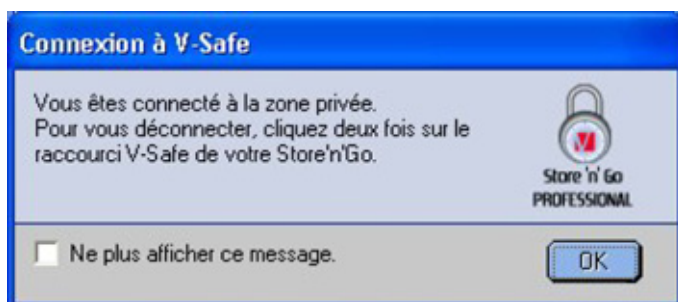 Connexion à V-Safe
Vous êtes connecté à la zone privée.
Pour vous déconnecter, cliquez deux fois sur le
raccourci V-Safe de votre Store'n'Go.
Store 'n' Go
PROFESSIONAL
Ne plus afficher ce message.
OK